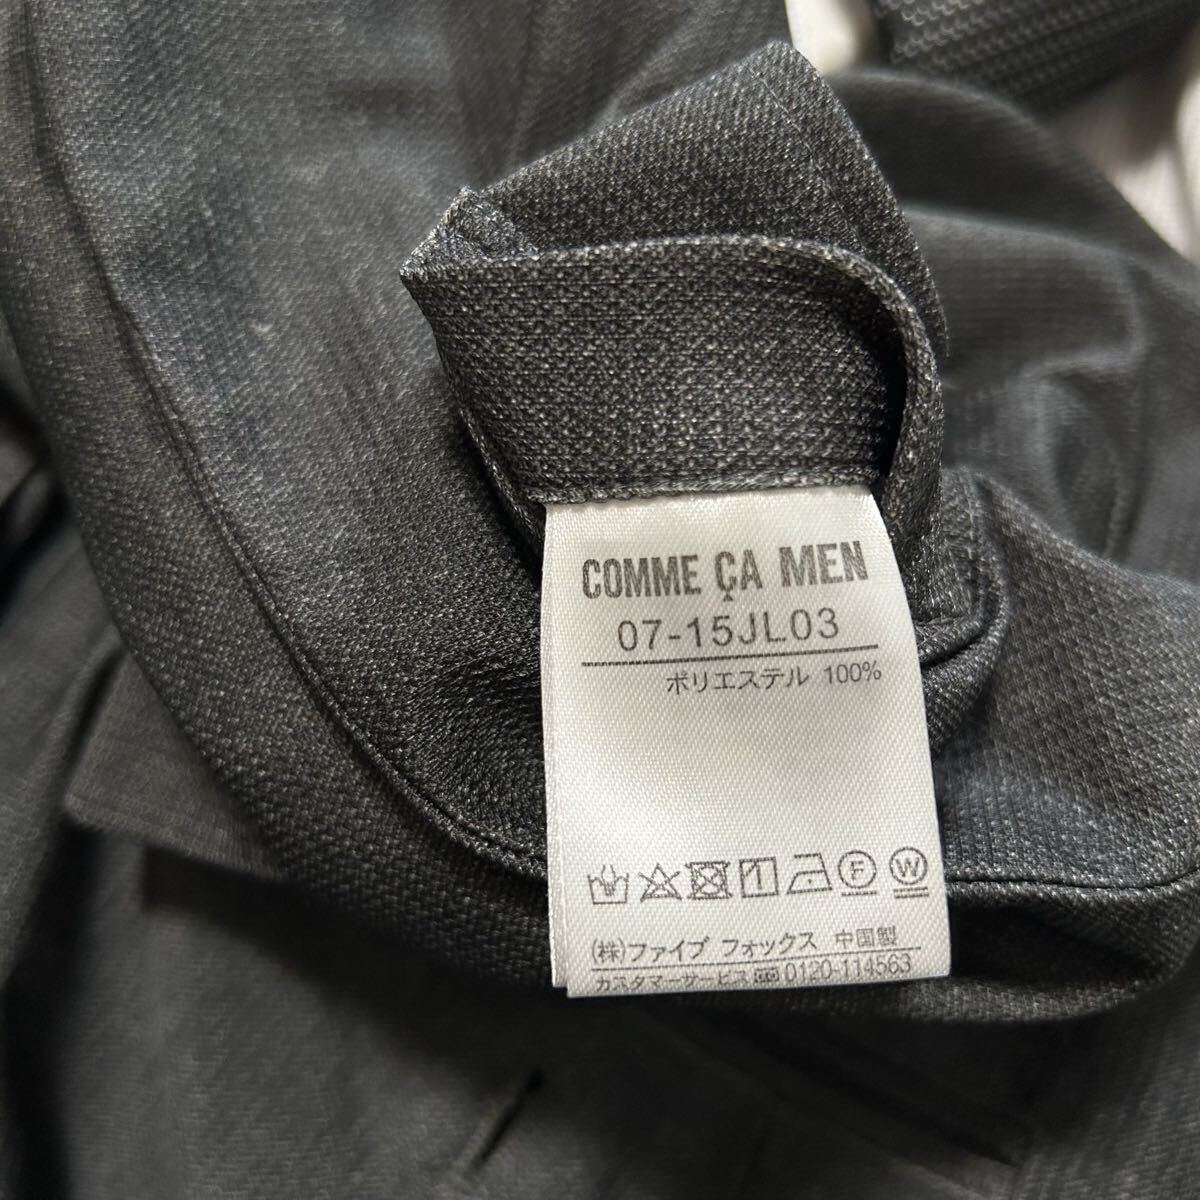 COMME ÇA MEN
07-15JL03
ポリエステル 100%
F W
(株)ファイブ フォックス 中国製
カスタマーサービス 0120-114563